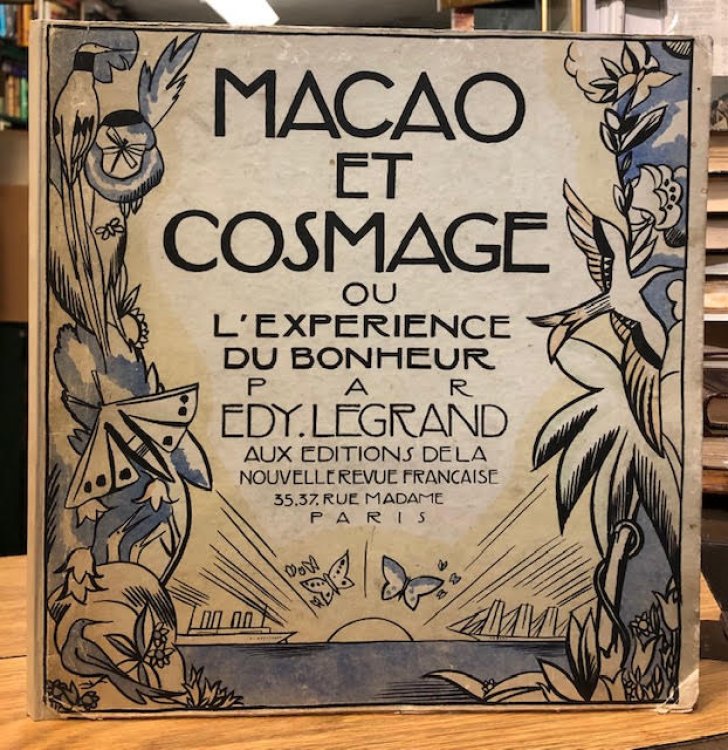 MACAO
ET
COSMAGE
OU
L'EXPERIENCE
DU BONHEUR
PAR
EDY.LEGRAND
AUX EDITIONS DE LA
NOUVELLE REVUE FRANCAISE
35.37. RUE MADAME
PARIS